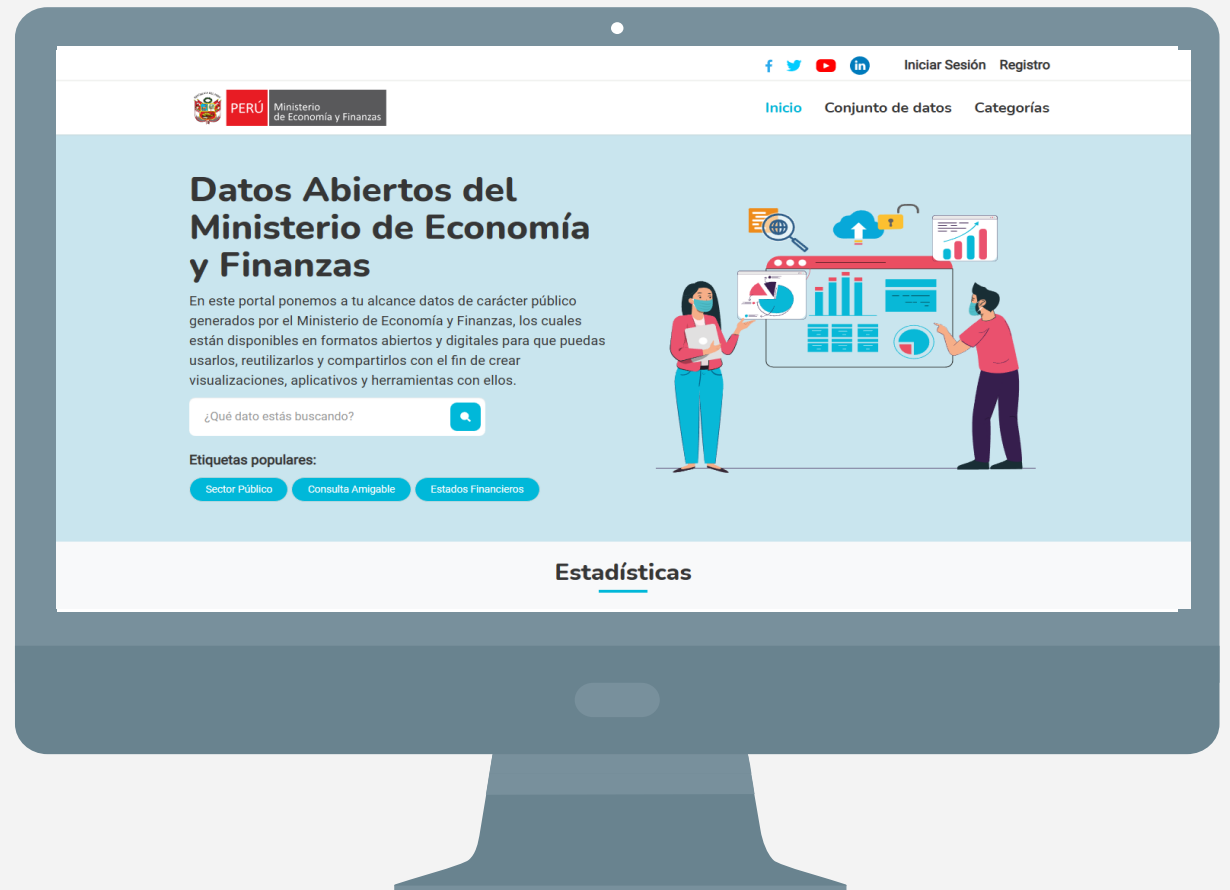 Iniciar Sesión Registro
PERÚ Ministerio
de Economía y Finanzas
Inicio Conjunto de datos Categorías
Datos Abiertos del
Ministerio de Economía
y Finanzas
En este portal ponemos a tu alcance datos de carácter público
generados por el Ministerio de Economía y Finanzas, los cuales
están disponibles en formatos abiertos y digitales para que puedas
usarlos, reutilizarlos y compartirlos con el fin de crear
visualizaciones, aplicativos y herramientas con ellos.
¿Qué dato estás buscando?
Etiquetas populares:
Sector Público Consulta Amigable Estados Financieros
Estadísticas